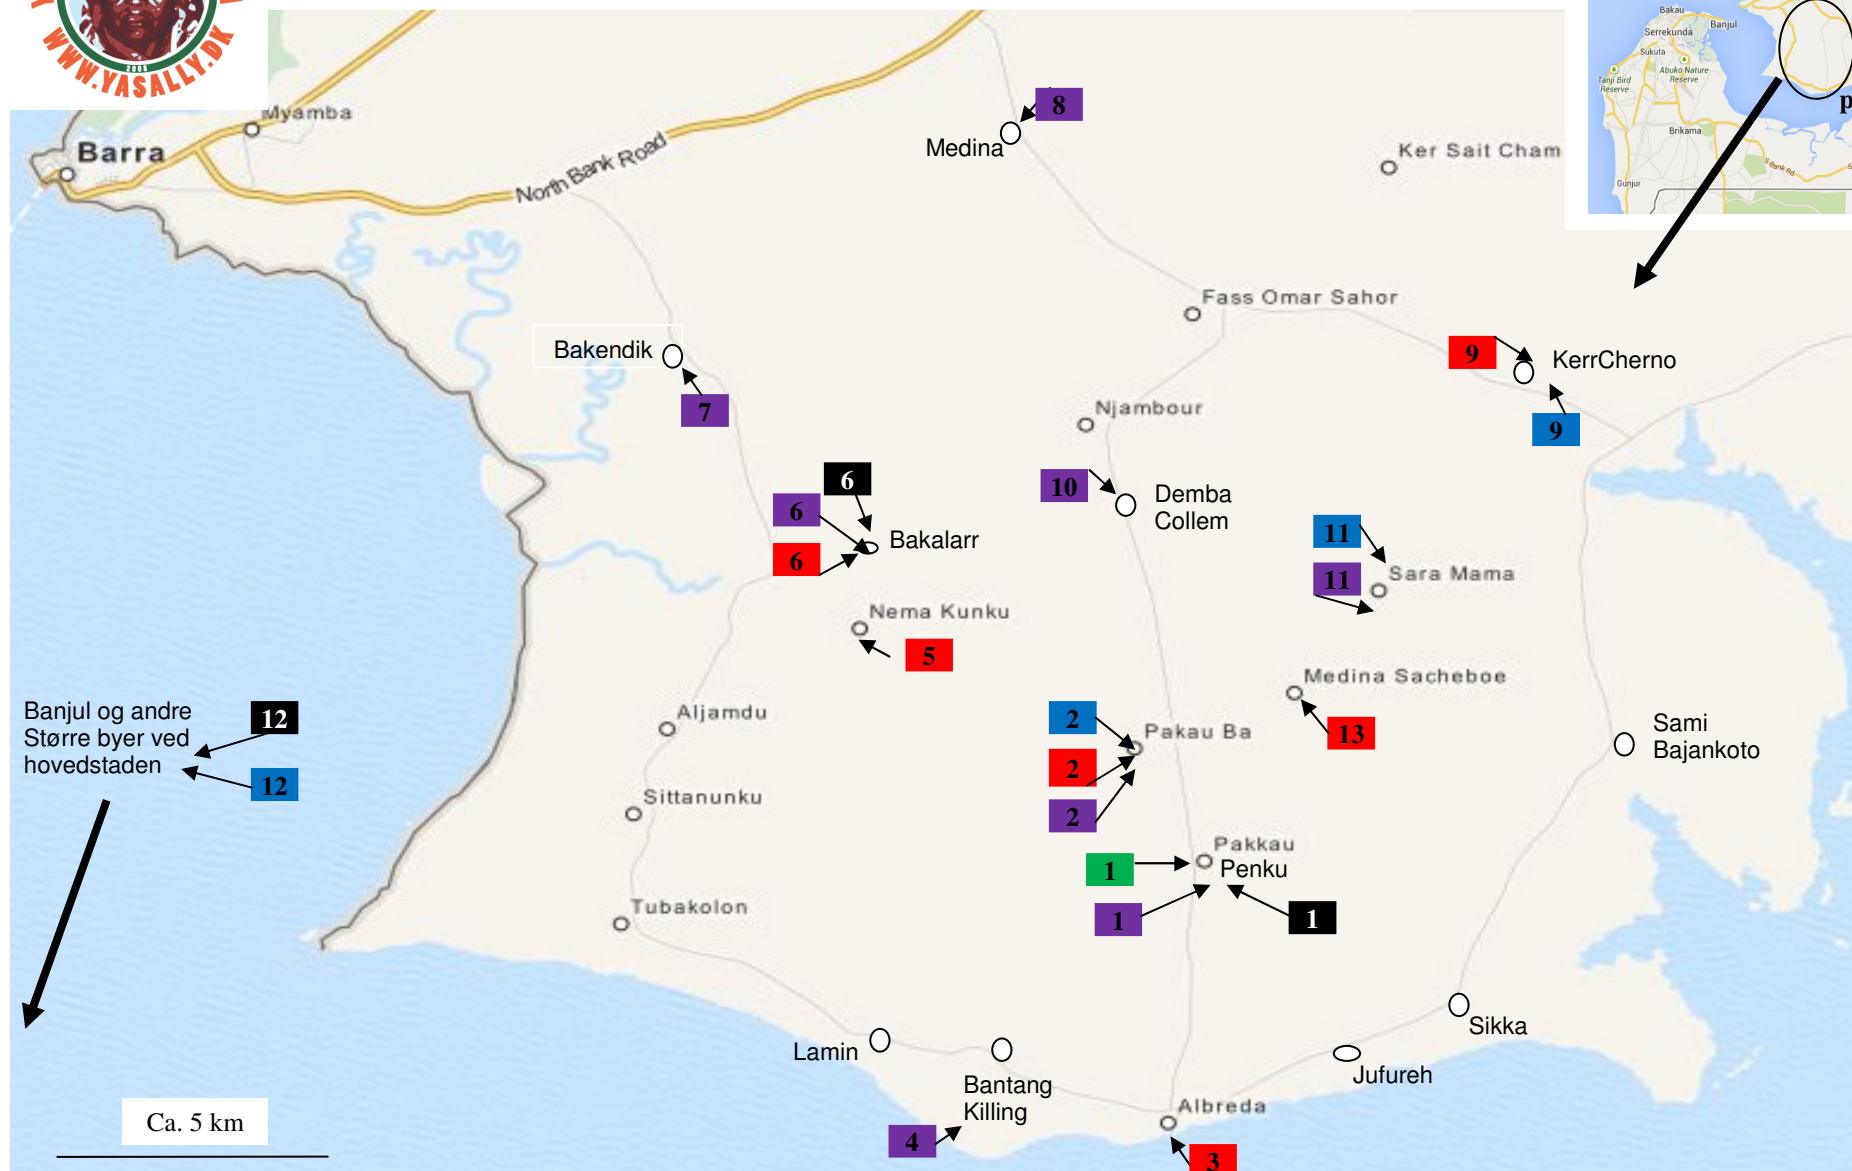 WWW.YASALLY.DK
2008
Bakau
Banjul
Serrekunda
Sukuta
Tanji Bird
Reserve
Abuko Nature
Reserve
Brikama
S Bank Rd
Gunjur
p
Myamba
Barra
North Bank Road
8
Medina
Ker Sait Cham
Fass Omar Sahor
Bakendik
7
9
KerrCherno
9
Njambour
6
6
6
Bakalarr
10
Demba
Collem
11
11
Sara Mama
Nema Kunku
5
Medina Sacheboe
13
Banjul og andre
Større byer ved
hovedstaden
12
12
Aljamdu
2
2
2
Pakau Ba
Sami
Bajankoto
Sittanunku
1
1
1
Pakkau
Penku
Tubakolon
Lamin
Bantang
Killing
4
Sikka
Jufureh
Albreda
3
Ca. 5 km